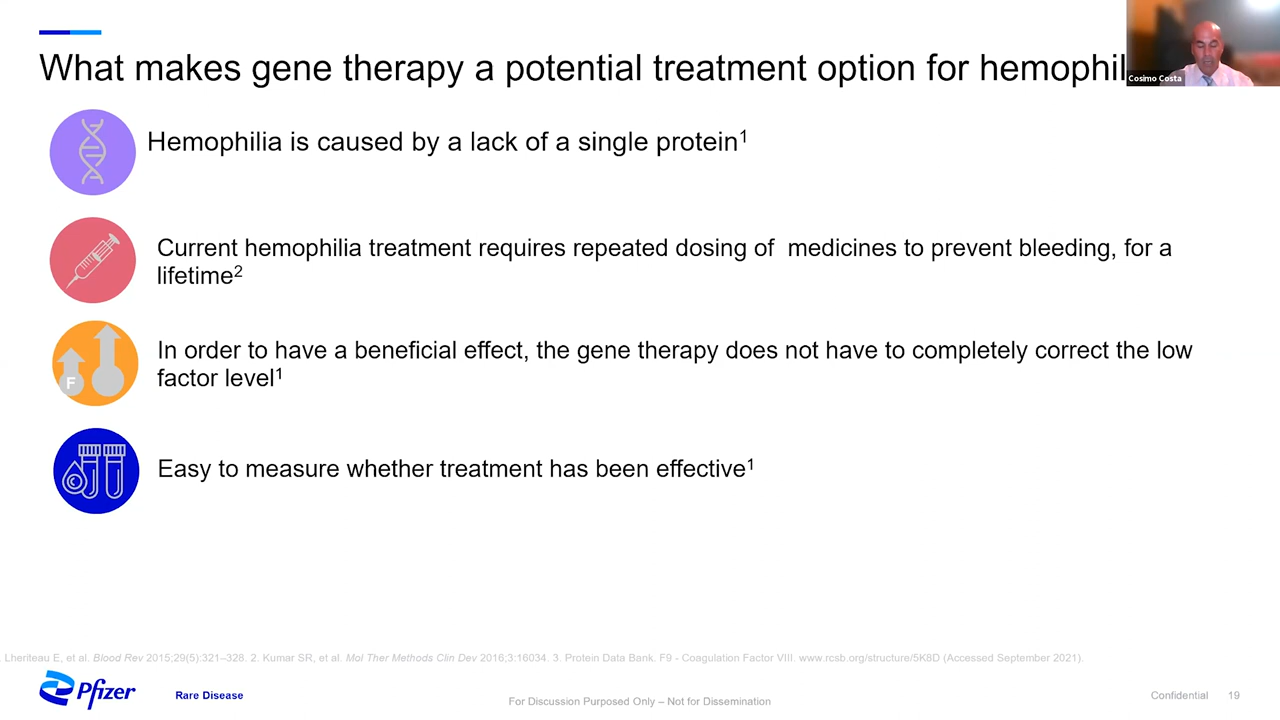 What makes gene therapy a potential treatment option for hemophil
Cosimo Costa
Hemophilia is caused by a lack of a single protein¹
Current hemophilia treatment requires repeated dosing of  medicines to prevent bleeding, for a
lifetime²
In order to have a beneficial effect, the gene therapy does not have to completely correct the low
factor level¹
F
Easy to measure whether treatment has been effective¹
. Lheriteau E, et al. Blood Rev 2015;29(5):321–328. 2. Kumar SR, et al. Mol Ther Methods Clin Dev 2016;3:16034. 3. Protein Data Bank. F9 - Coagulation Factor VIII. www.rcsb.org/structure/5K8D (Accessed September 2021).
Pfizer
Rare Disease
For Discussion Purposed Only – Not for Dissemination
Confidential 19